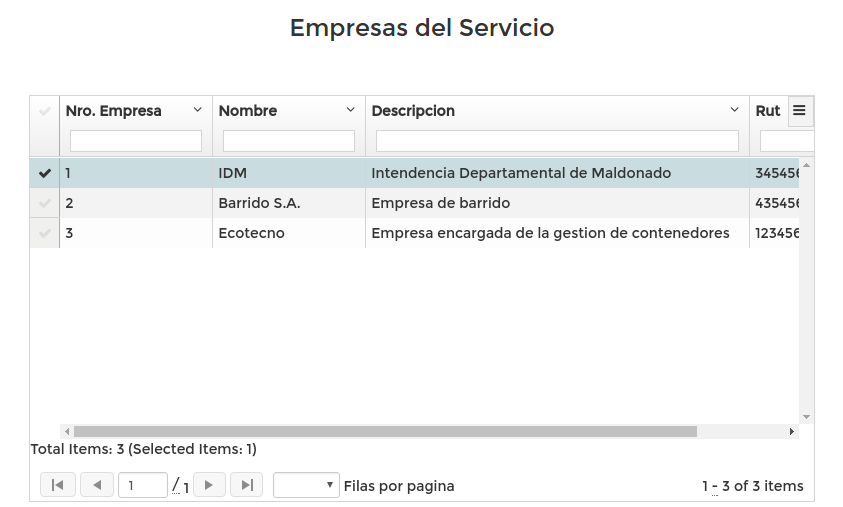 Empresas del Servicio
Nro. Empresa Nombre Descripcion Rut
1 IDM Intendencia Departamental de Maldonado 345456
2 Barrido S.A. Empresa de barrido 435456
3 Ecotecno Empresa encargada de la gestion de contenedores 123456
Total Items: 3 (Selected Items: 1)
1 / 1 Filas por pagina 1 - 3 of 3 items